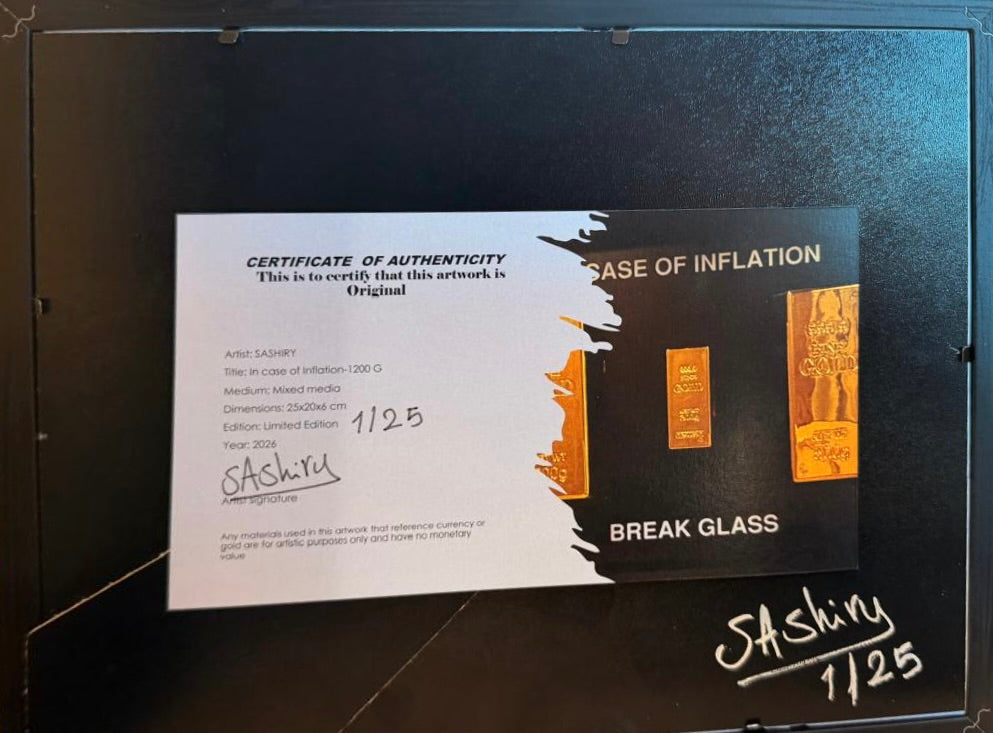 CERTIFICATE OF AUTHENTICITY
This is to certify that this artwork is
Original
Artist: SASHIRY
Title: In case of Inflation-1200 G
Medium: Mixed media
Dimensions: 25x20x6 cm
Edition: Limited Edition 1/25
Year: 2026
SAShiry
Artist signature
Any materials used in this artwork that reference currency or
gold are for artistic purposes only and have no monetary
value
CASE OF INFLATION
GOLD
FINE
GOLD
BREAK GLASS
SAShiry
1/25